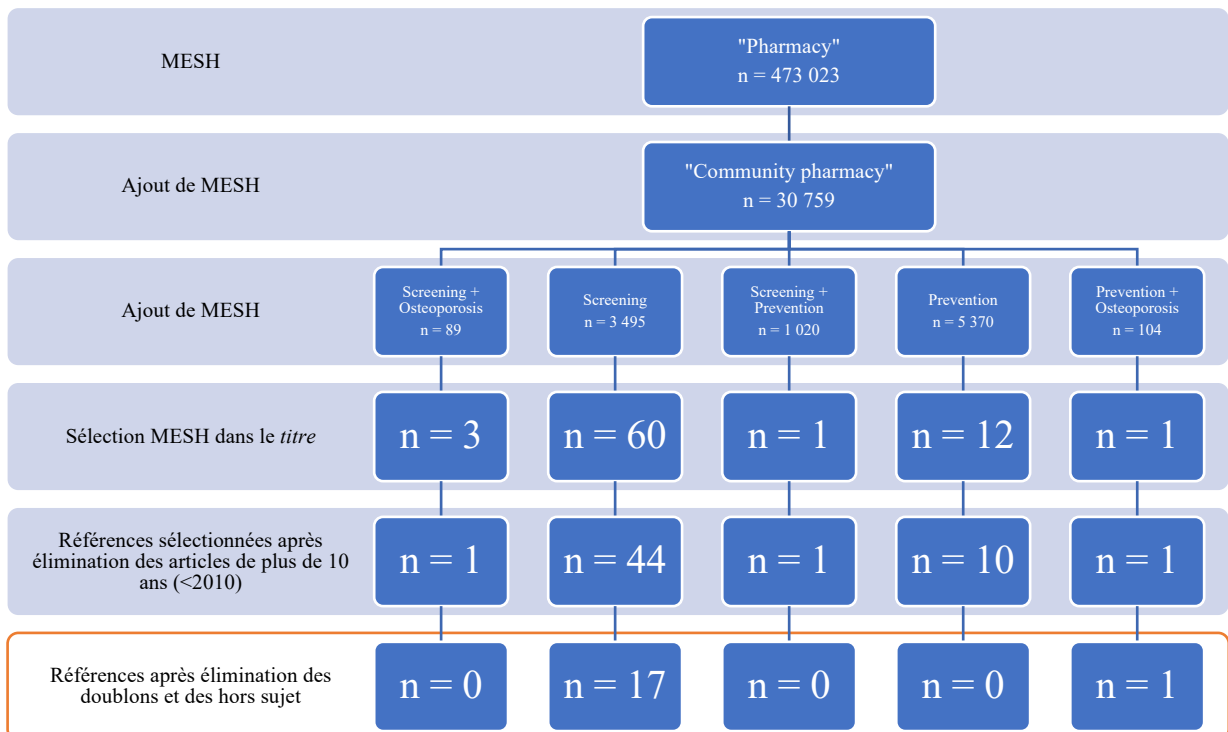 MESH
"Pharmacy"
n = 473 023
Ajout de MESH
"Community pharmacy"
n = 30 759
Ajout de MESH
Screening +
Osteoporosis
n = 89
Screening
n = 3 495
Screening +
Prevention
n = 1 020
Prevention
n = 5 370
Prevention +
Osteoporosis
n = 104
Sélection MESH dans le titre
n = 3
n = 60
n = 1
n = 12
n = 1
Références sélectionnées après
élimination des articles de plus de 10
ans (<2010)
n = 1
n = 44
n = 1
n = 10
n = 1
Références après élimination des
doublons et des hors sujet
n = 0
n = 17
n = 0
n = 0
n = 1